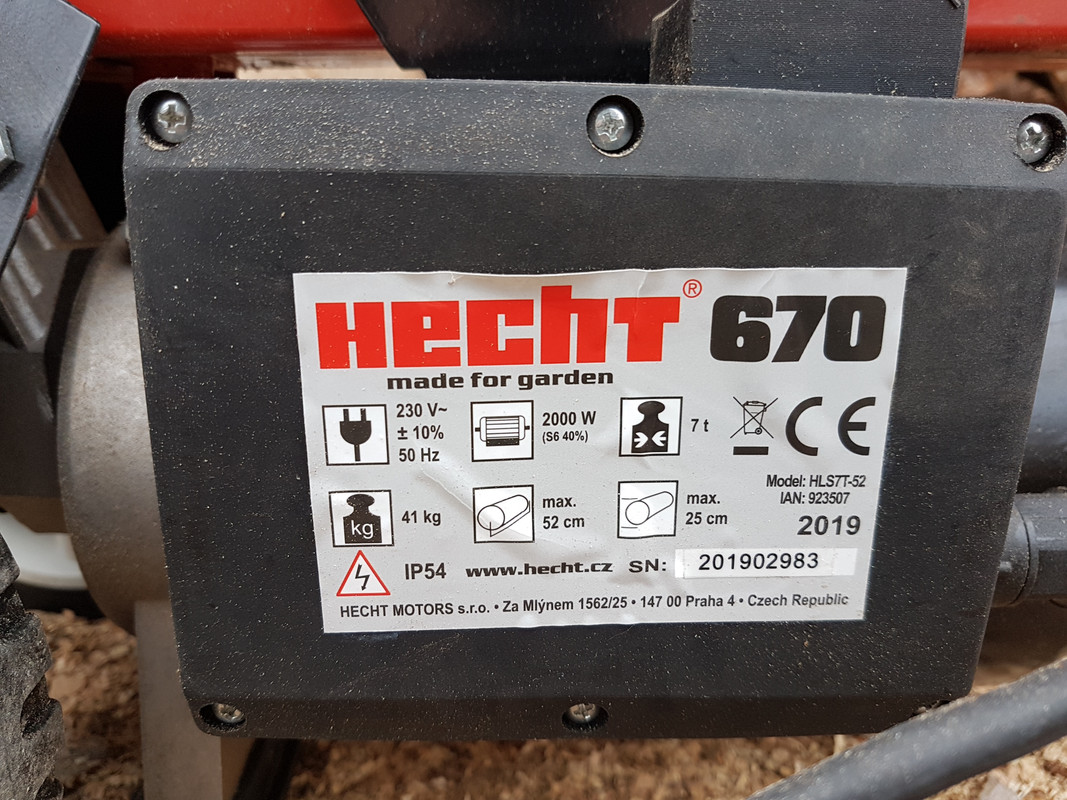 HECHT® 670
made for garden
230 V~
± 10%
50 Hz
2000 W
(S6 40%)
7 t
CE
Model: HLS7T-52
IAN: 923507
2019
kg
41 kg
max.
52 cm
max.
25 cm
IP54 www.hecht.cz SN: 201902983
HECHT MOTORS s.r.o. • Za Mlýnem 1562/25 • 147 00 Praha 4 • Czech Republic